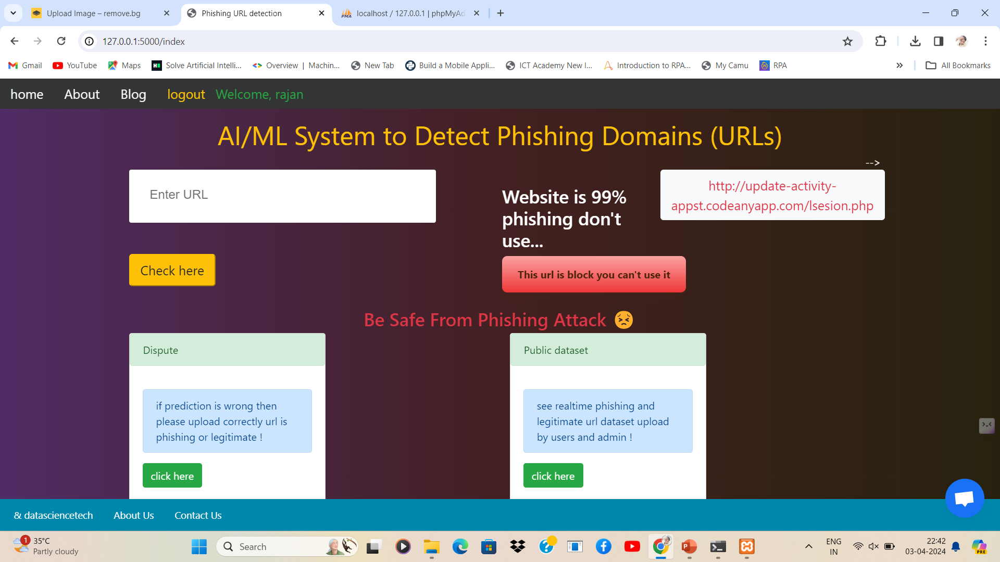 Upload Image – remove.bg
Phishing URL detection
localhost / 127.0.0.1 | phpMyAd
127.0.0.1:5000/index
Gmail
YouTube
Maps
Solve Artificial Intelli...
Overview | Machin...
New Tab
Build a Mobile Appli...
ICT Academy New I...
Introduction to RPA...
My Camu
RPA
All Bookmarks
home
About
Blog
logout
Welcome, rajan
AI/ML System to Detect Phishing Domains (URLs)
-->
Enter URL
Website is 99%
phishing don't
use...
http://update-activity-
appst.codeanyapp.com/lsesion.php
Check here
This url is block you can't use it
Be Safe From Phishing Attack 😣
Dispute
if prediction is wrong then
please upload correctly url is
phishing or legitimate !
click here
Public dataset
see realtime phishing and
legitimate url dataset upload
by users and admin !
click here
& datasciencetech
About Us
Contact Us
1
35°C
Partly cloudy
Search
ENG
IN
22:42
03-04-2024
PRE